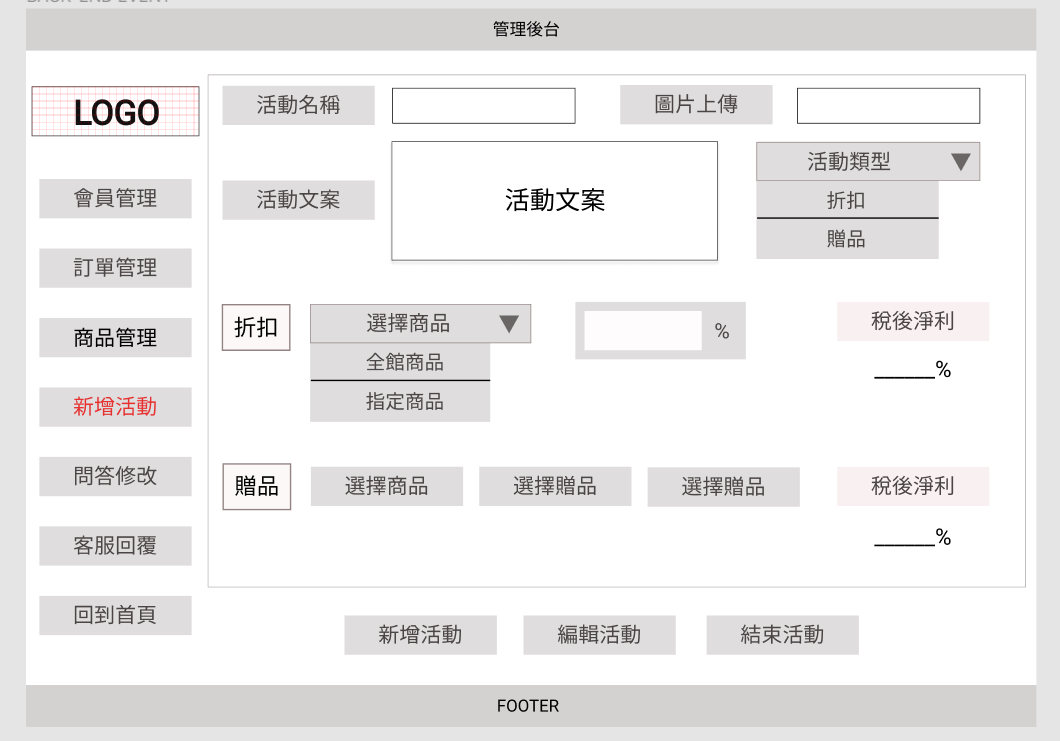 BACK-END EVENT
管理後台
LOGO
會員管理
訂單管理
商品管理
新增活動
問答修改
客服回覆
回到首頁
活動名稱
圖片上傳
活動文案
活動文案
活動類型
折扣
贈品
折扣
選擇商品
全館商品
指定商品
%
稅後淨利
______%
贈品
選擇商品
選擇贈品
選擇贈品
稅後淨利
______%
新增活動
編輯活動
結束活動
FOOTER